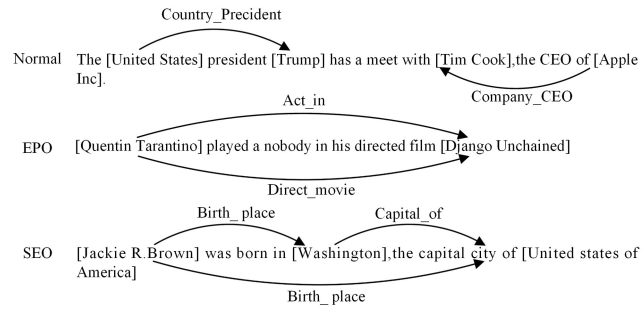 Country_Precident
Normal The [United States] president [Trump] has a meet with [Tim Cook],the CEO of [Apple
Inc].
Company_CEO
Act_in
EPO [Quentin Tarantino] played a nobody in his directed film [Django Unchained]
Direct_movie
Birth_ place Capital_of
SEO [Jackie R.Brown] was born in [Washington],the capital city of [United states of
America]
Birth_ place